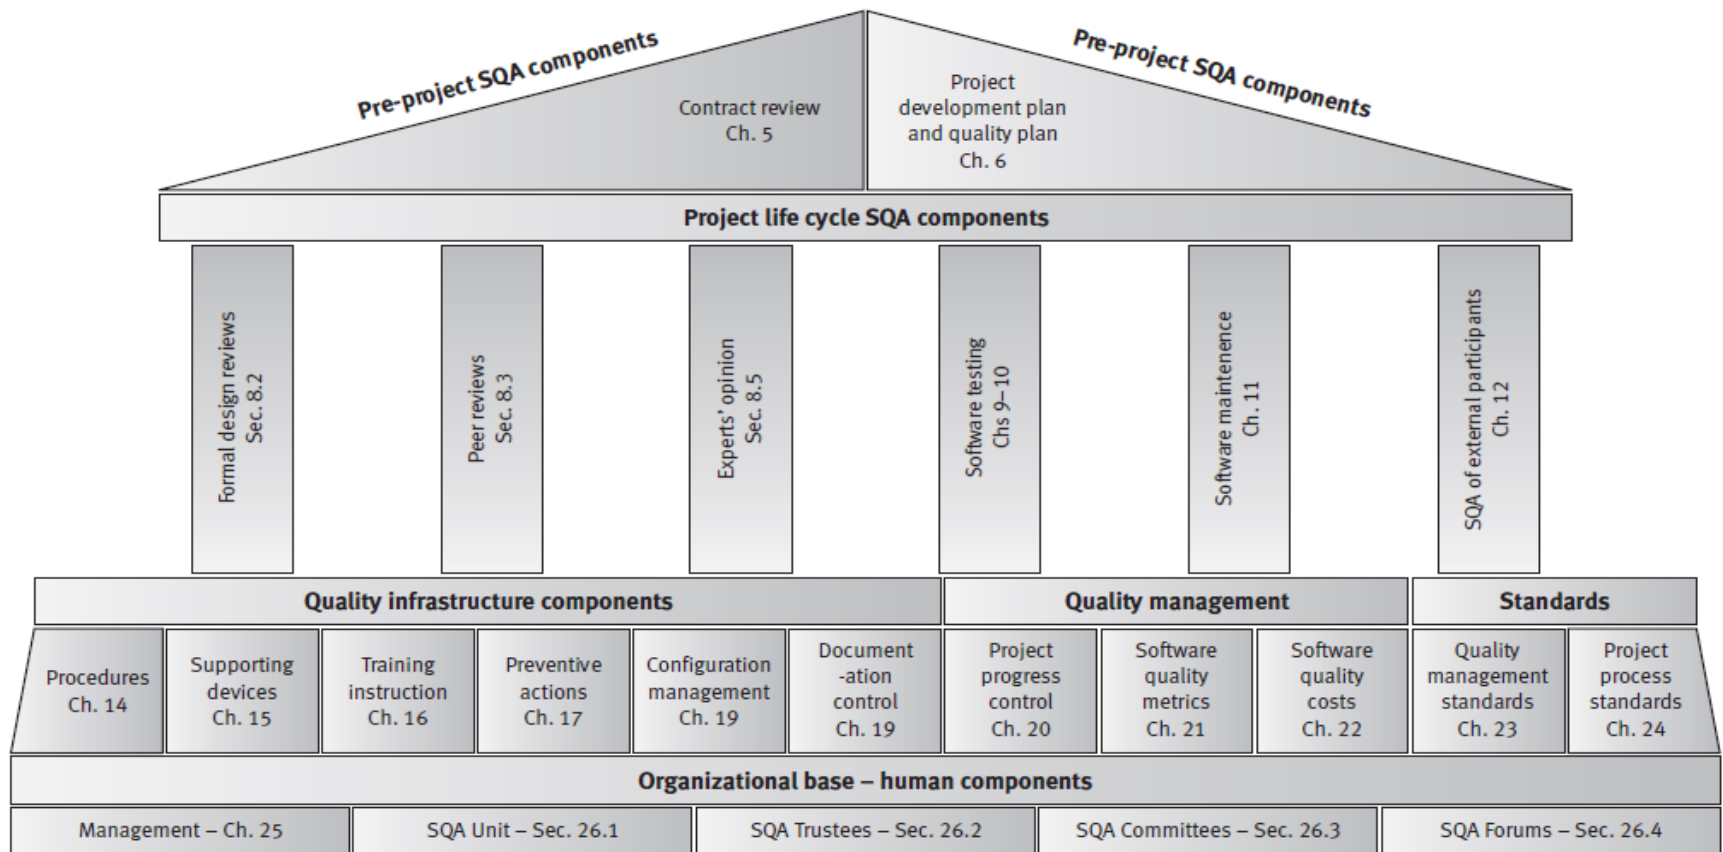 Pre-project SQA components
Pre-project SQA components
Contract review
Ch. 5
Project
development plan
and quality plan
Ch. 6
Project life cycle SQA components
Formal design reviews
Sec. 8.2
Peer reviews
Sec. 8.3
Experts' opinion
Sec. 8.5
Software testing
Chs 9–10
Software maintenence
Ch. 11
SQA of external participants
Ch. 12
Quality infrastructure components
Quality management
Standards
Procedures
Ch. 14
Supporting
devices
Ch. 15
Training
instruction
Ch. 16
Preventive
actions
Ch. 17
Configuration
management
Ch. 19
Document
-ation
control
Ch. 19
Project
progress
control
Ch. 20
Software
quality
metrics
Ch. 21
Software
quality
costs
Ch. 22
Quality
management
standards
Ch. 23
Project
process
standards
Ch. 24
Organizational base – human components
Management – Ch. 25
SQA Unit – Sec. 26.1
SQA Trustees – Sec. 26.2
SQA Committees – Sec. 26.3
SQA Forums – Sec. 26.4